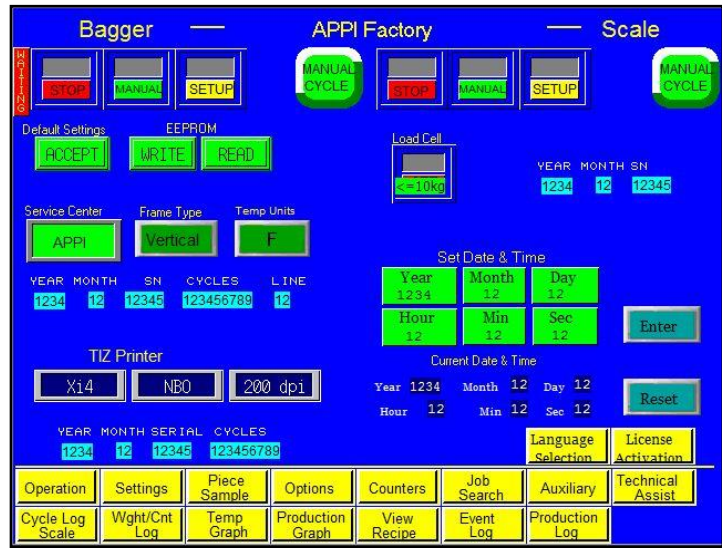 Bagger — APPI Factory — Scale
WAITING
STOP MANUAL SETUP MANUAL CYCLE STOP MANUAL SETUP MANUAL CYCLE
Default Settings EEPROM
ACCEPT WRITE READ
Load Cell
<=10kg
YEAR MONTH SN
1234 12 12345
Service Center Frame Type Temp Units
APPI Vertical F
YEAR MONTH SN CYCLES LINE
1234 12 12345 123456789 12
Set Date & Time
Year Month Day
1234 12 12
Hour Min Sec
12 12 12
Enter
TIZ Printer
Xi4 NBO 200 dpi
Current Date & Time
Year 1234 Month 12 Day 12
Hour 12 Min 12 Sec 12
Reset
YEAR MONTH SERIAL CYCLES
1234 12 12345 123456789
Language Selection License Activation
Operation Settings Piece Sample Options Counters Job Search Auxiliary Technical Assist
Cycle Log Scale Wght/Cnt Log Temp Graph Production Graph View Recipe Event Log Production Log